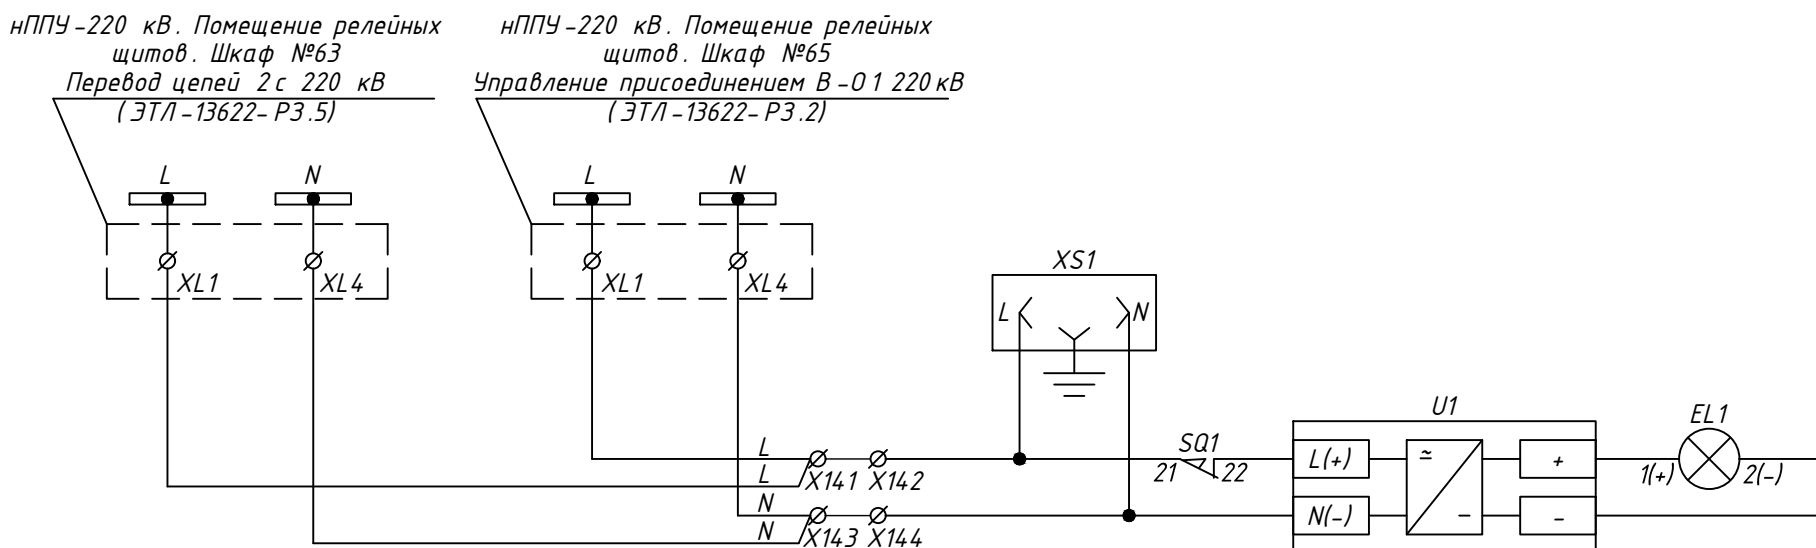 нППУ-220 кВ. Помещение релейных
щитов. Шкаф №63
Перевод цепей 2с 220 кВ
(ЭТЛ-13622-РЗ.5)
нППУ-220 кВ. Помещение релейных
щитов. Шкаф №65
Управление присоединением В-О1 220кВ
(ЭТЛ-13622-РЗ.2)
L
N
L
N
XL1
XL4
XL1
XL4
XS1
L
N
U1
EL1
L
L
X141
X142
SQ1
21
22
L(+)
≃
+
1(+)
2(-)
N
N
X143
X144
N(-)
-
-